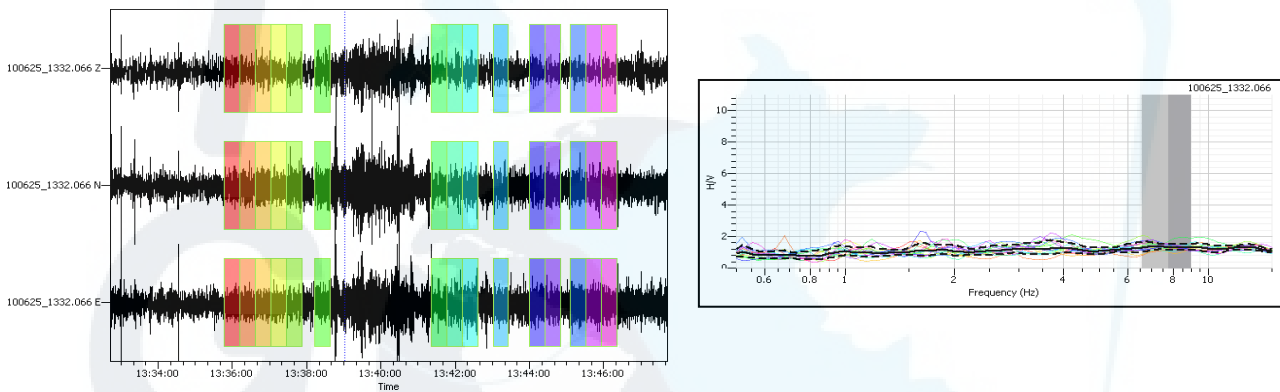 100625_1332.066 Z
100625_1332.066 N
100625_1332.066 E
13:34:00 13:36:00 13:38:00 13:40:00 13:42:00 13:44:00 13:46:00
Time
100625_1332.066
10
8
6
4
2
0
H/V
0.6 0.8 1 2 4 6 8 10
Frequency (Hz)